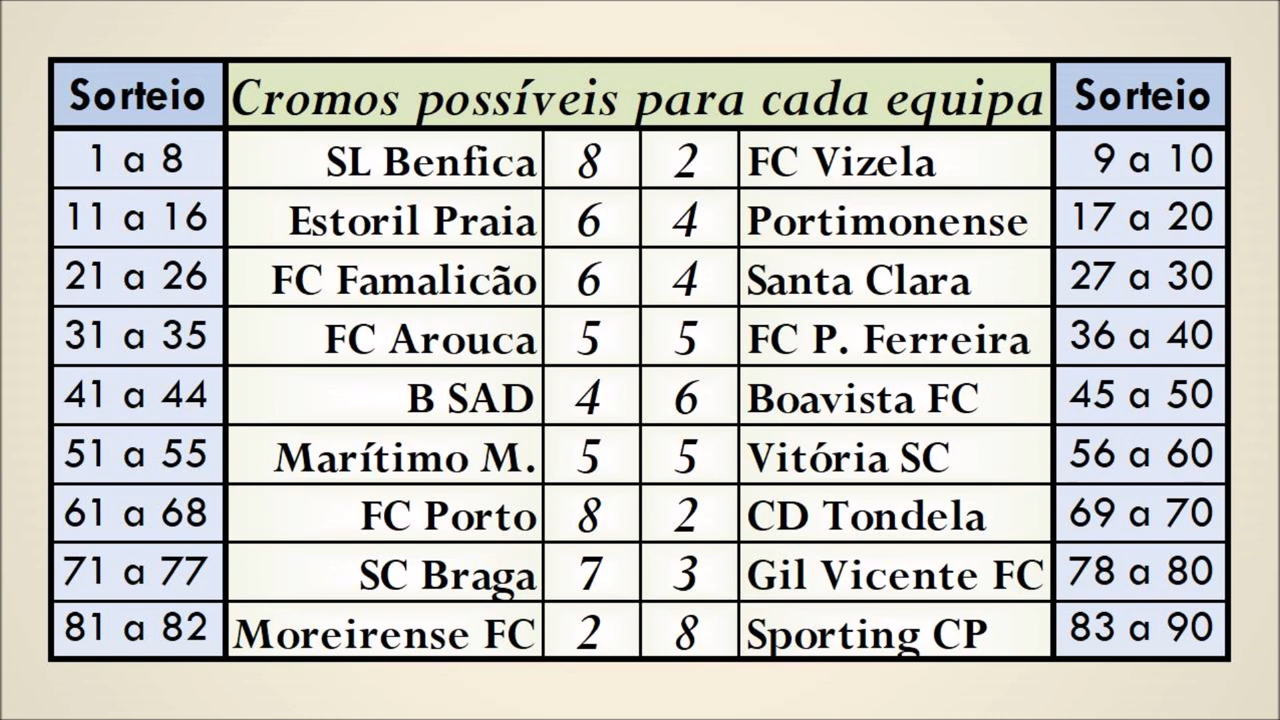 Sorteio Cromos possíveis para cada equipa Sorteio
1 a 8 SL Benfica 8 2 FC Vizela 9 a 10
11 a 16 Estoril Praia 6 4 Portimonense 17 a 20
21 a 26 FC Famalicão 6 4 Santa Clara 27 a 30
31 a 35 FC Arouca 5 5 FC P. Ferreira 36 a 40
41 a 44 B SAD 4 6 Boavista FC 45 a 50
51 a 55 Marítimo M. 5 5 Vitória SC 56 a 60
61 a 68 FC Porto 8 2 CD Tondela 69 a 70
71 a 77 SC Braga 7 3 Gil Vicente FC 78 a 80
81 a 82 Moreirense FC 2 8 Sporting CP 83 a 90